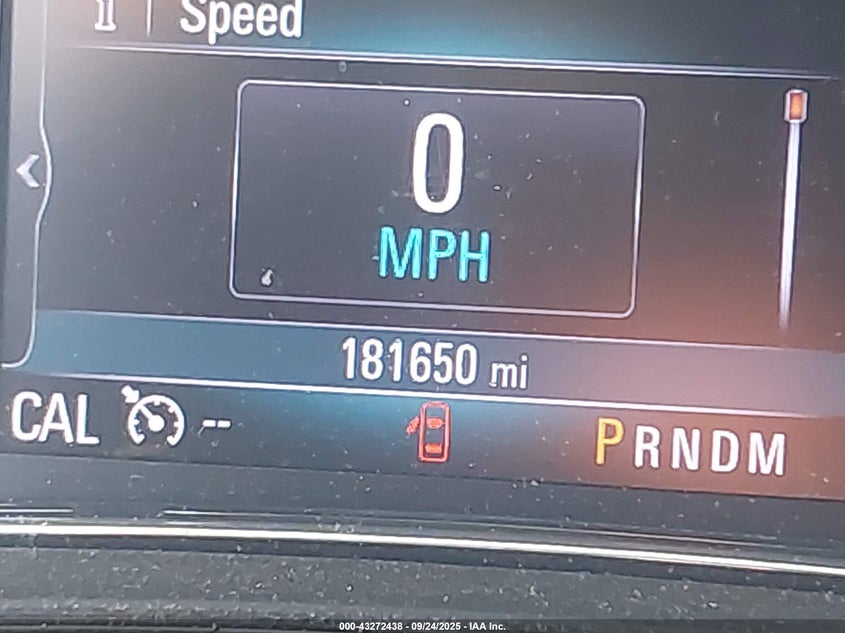 i Speed
0
MPH
181650 mi
CAL --
PRNDM
000-43272438 - 09/24/2025 - IAA Inc.